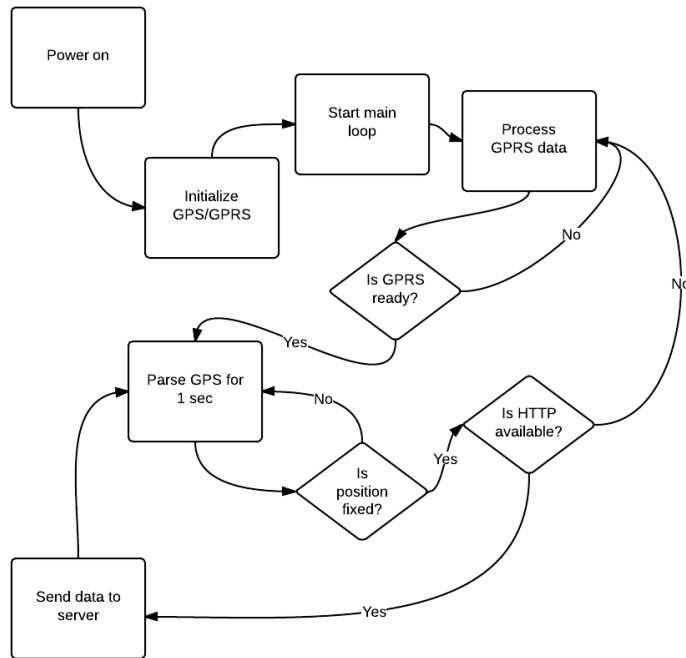 Power on
Start main
loop
Process
GPRS data
Initialize
GPS/GPRS
No
Is GPRS
ready?
No
Yes
Parse GPS for
1 sec
No
Is HTTP
available?
Yes
Is
position
fixed?
Send data to
server
Yes